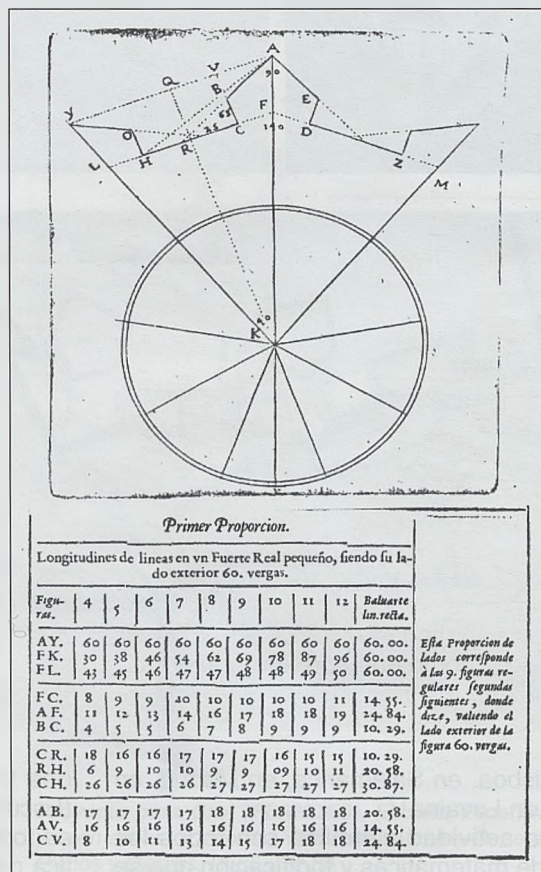 A
90
V
Q
B
E
Y
65
F
O
C
D
140
25
H
R
Z
L
M
40
K
Primer Proporcion.
Longitudines de lineas en vn Fuerte Real pequeño, siendo su la-
do exterior 60. vergas.
Figu-ras. 4 5 6 7 8 9 10 11 12 Baluarte lin. recta.
AY. 60 60 60 60 60 60 60 60 60 60. 00.
FK. 30 38 46 54 62 69 78 87 96 60. 00.
FL. 43 45 46 47 47 48 48 49 50 60. 00.
FC. 8 9 9 10 10 10 10 10 11 14. 55.
AF. 11 12 13 14 16 17 18 18 19 24. 84.
BC. 4 5 5 6 7 8 9 9 9 10. 29.
CR. 18 16 16 17 17 17 16 15 15 10. 29.
RH. 6 9 10 10 9 9 09 10 11 20. 58.
CH. 26 26 26 26 27 27 27 27 27 30. 87.
AB. 17 17 17 17 18 18 18 18 18 20. 58.
AV. 16 16 16 16 16 16 16 16 16 14. 55.
CV. 8 10 11 13 14 15 17 18 18 24. 84.
Esta Proporcion de
lados corresponde
à las 9. figuras re-
gulares segundas
siguientes, donde
dize, valiendo el
lado exterior de la
figura 60. vergas.